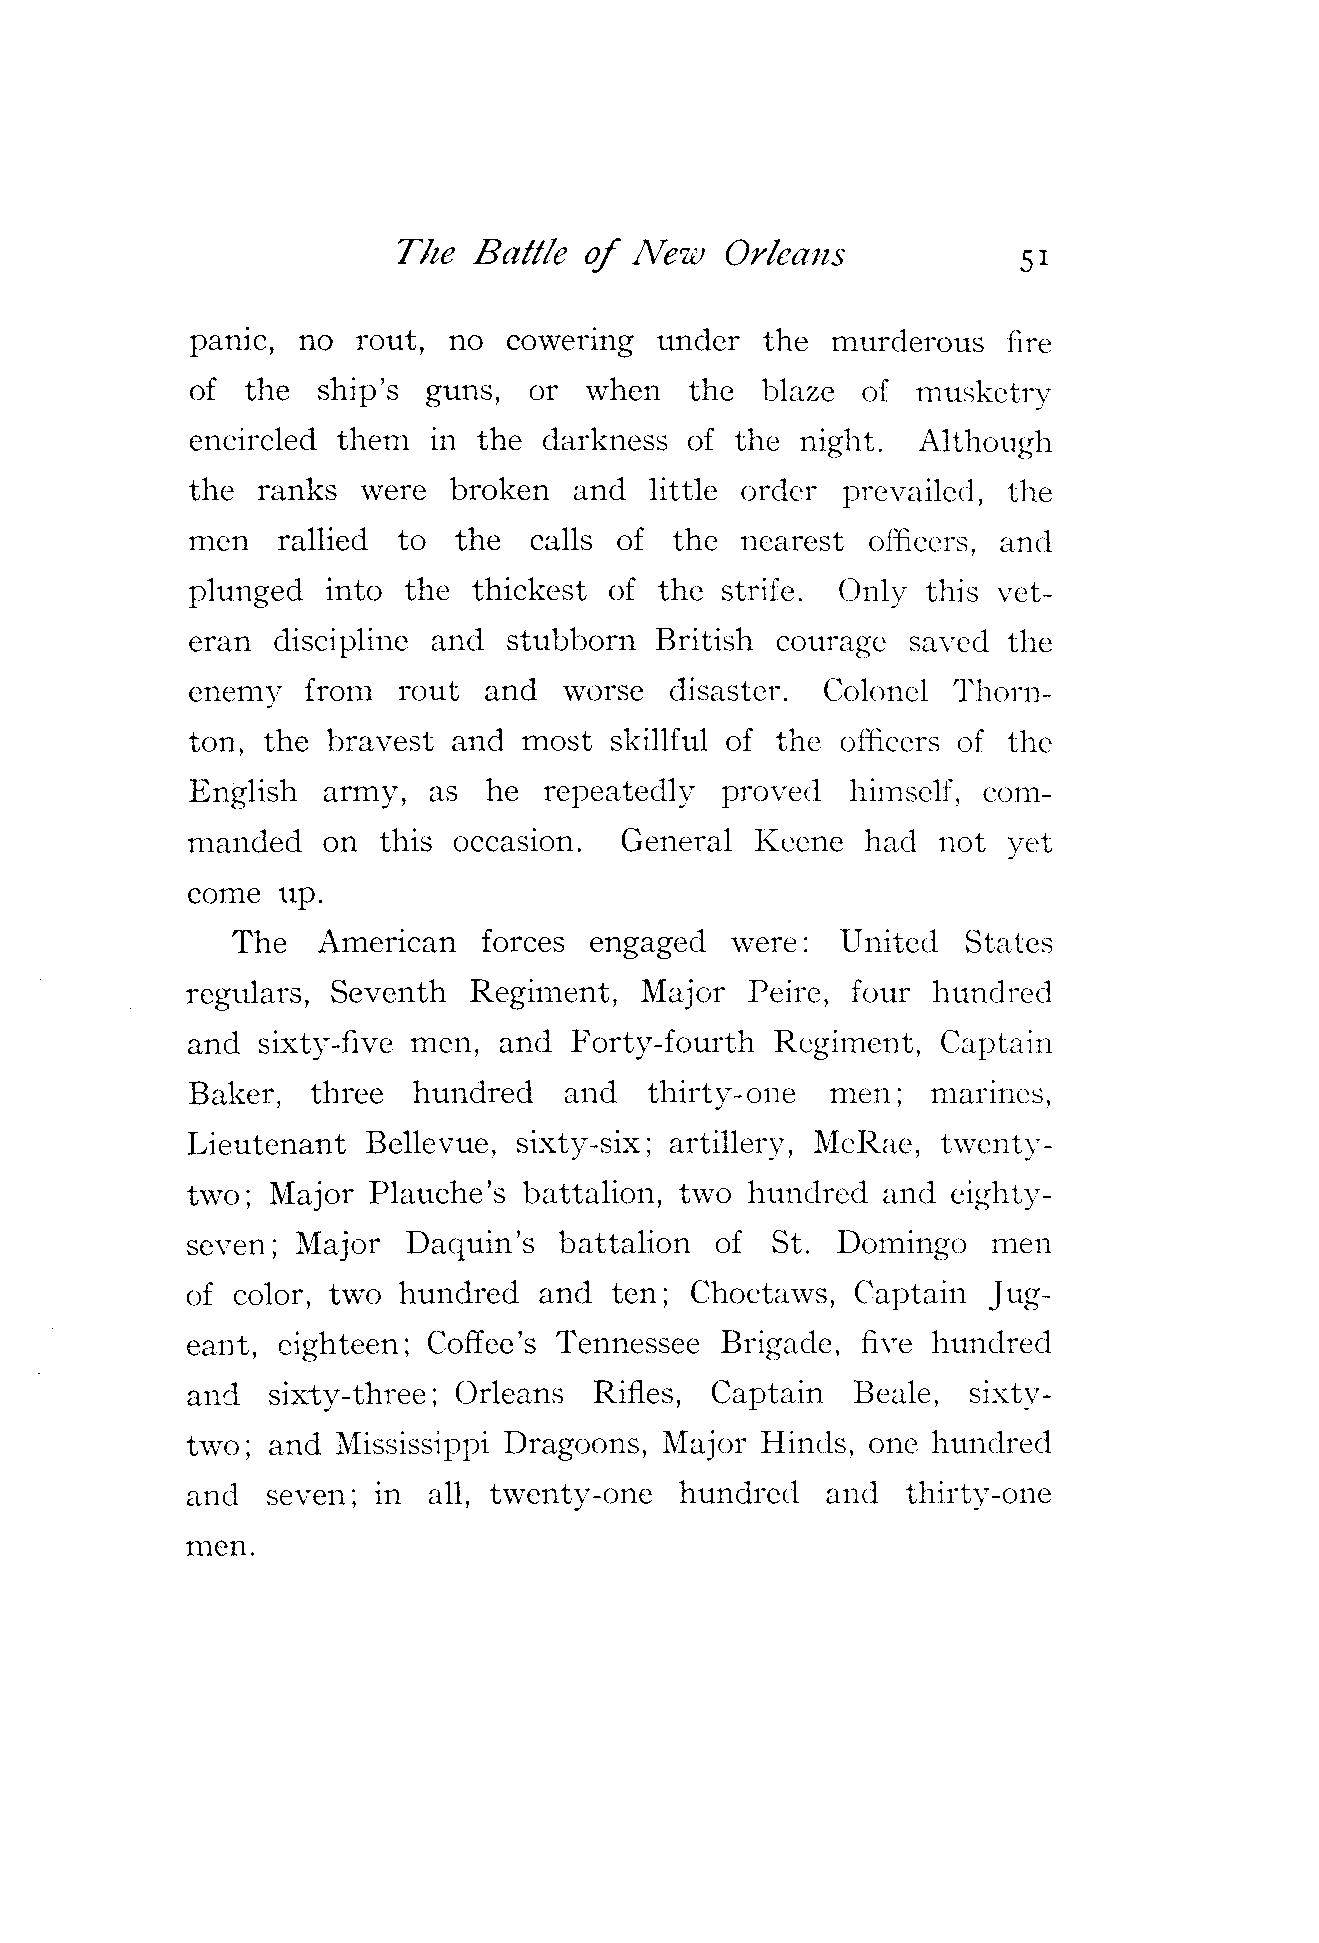 The Battle of New Orleans 51
panic, no rout, no cowering under the murderous fire
of the ship's guns, or when the blaze of musketry
encircled them in the darkness of the night. Although
the ranks were broken and little order prevailed, the
men rallied to the calls of the nearest officers, and
plunged into the thickest of the strife. Only this vet-
eran discipline and stubborn British courage saved the
enemy from rout and worse disaster. Colonel Thorn-
ton, the bravest and most skillful of the officers of the
English army, as he repeatedly proved himself, com-
manded on this occasion. General Keene had not yet
come up.
The American forces engaged were: United States
regulars, Seventh Regiment, Major Peire, four hundred
and sixty-five men, and Forty-fourth Regiment, Captain
Baker, three hundred and thirty-one men; marines,
Lieutenant Bellevue, sixty-six; artillery, McRae, twenty-
two; Major Plauche's battalion, two hundred and eighty-
seven; Major Daquin's battalion of St. Domingo men
of color, two hundred and ten; Choctaws, Captain Jug-
eant, eighteen; Coffee's Tennessee Brigade, five hundred
and sixty-three; Orleans Rifles, Captain Beale, sixty-
two; and Mississippi Dragoons, Major Hinds, one hundred
and seven; in all, twenty-one hundred and thirty-one
men.